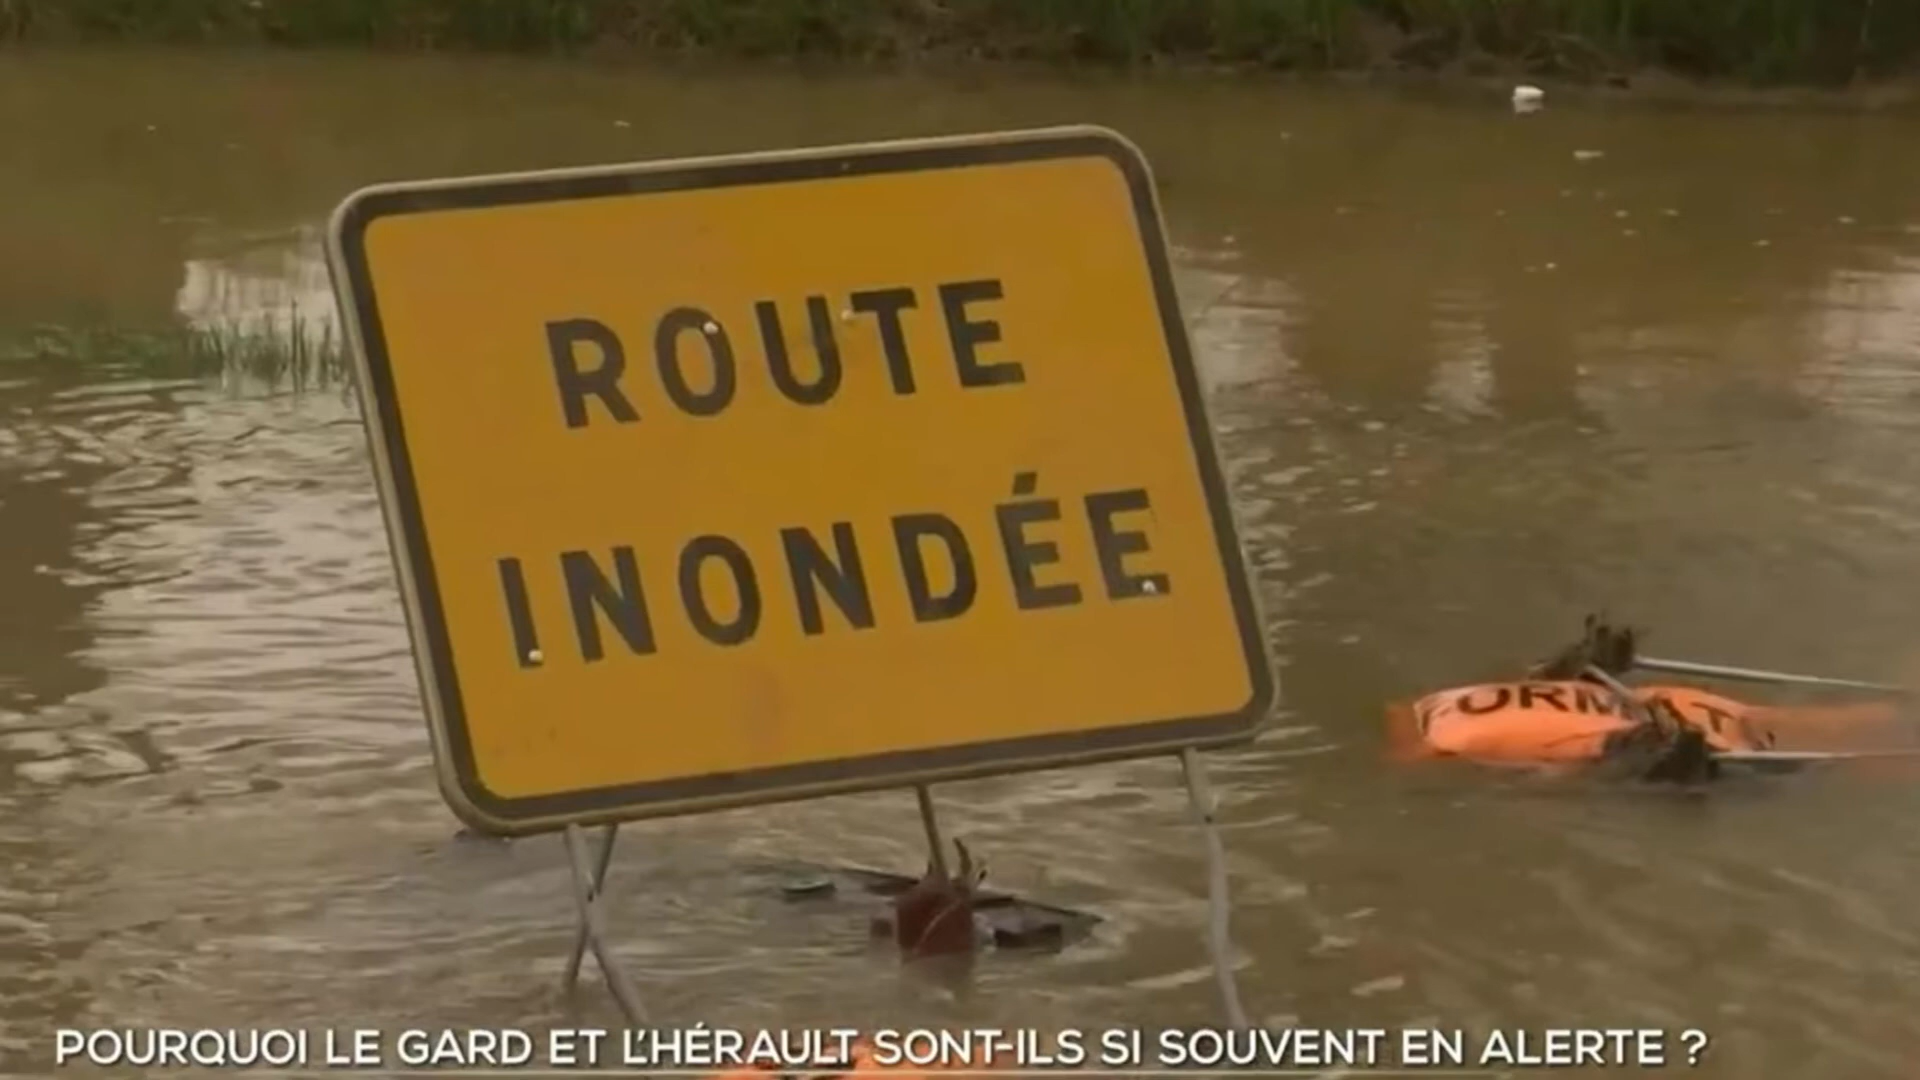 ROUTE
INONDÉE
POURQUOI LE GARD ET L'HÉRAULT SONT-ILS SI SOUVENT EN ALERTE ?